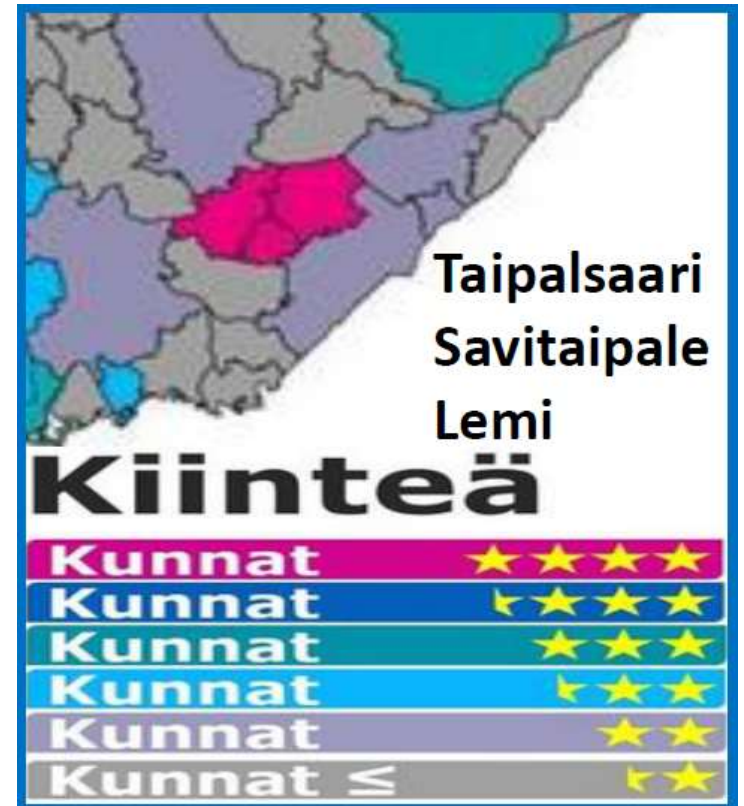 Taipalsaari
Savitaipale
Lemi
Kiinteä
Kunnat
Kunnat
Kunnat
Kunnat
Kunnat
Kunnat ≤